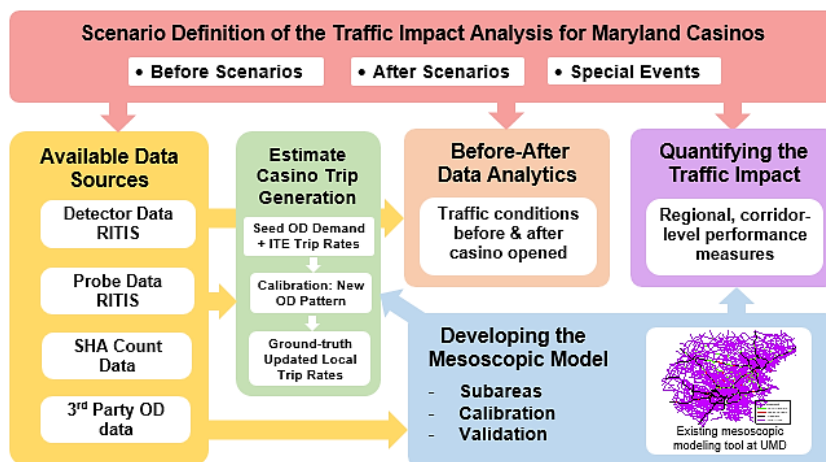 Scenario Definition of the Traffic Impact Analysis for Maryland Casinos
• Before Scenarios
• After Scenarios
• Special Events
Available Data
Sources
Detector Data
RITIS
Probe Data
RITIS
SHA Count
Data
3rd Party OD
data
Estimate
Casino Trip
Generation
Seed OD Demand
+ ITE Trip Rates
Calibration: New
OD Pattern
Ground-truth
Updated Local
Trip Rates
Before-After
Data Analytics
Traffic conditions
before & after
casino opened
Quantifying the
Traffic Impact
Regional, corridor-
level performance
measures
Developing the
Mesoscopic Model
- Subareas
- Calibration
- Validation
Existing mesoscopic
modeling tool at UMD